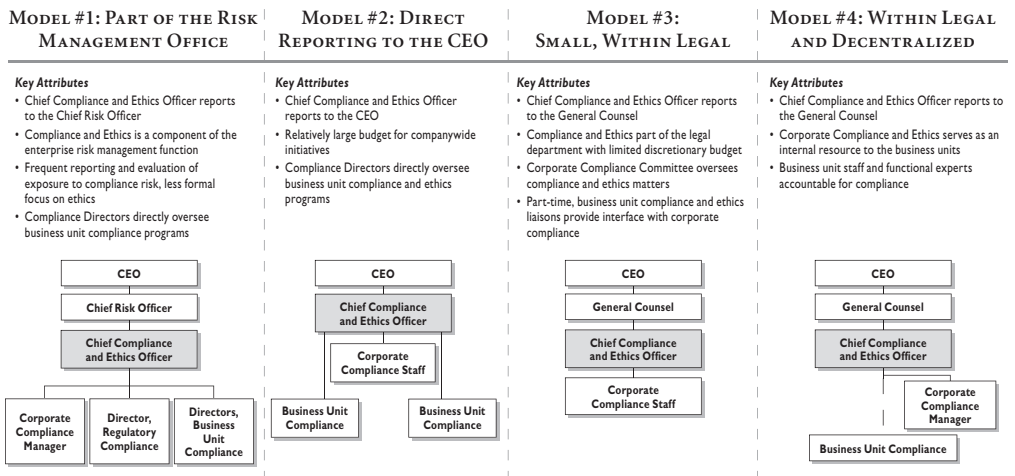 MODEL #1: PART OF THE RISK
MANAGEMENT OFFICE
Key Attributes
• Chief Compliance and Ethics Officer reports
to the Chief Risk Officer
• Compliance and Ethics is a component of the
enterprise risk management function
• Frequent reporting and evaluation of
exposure to compliance risk, less formal
focus on ethics
• Compliance Directors directly oversee
business unit compliance programs
CEO
Chief Risk Officer
Chief Compliance
and Ethics Officer
Corporate
Compliance
Manager
Director,
Regulatory
Compliance
Directors,
Business
Unit
Compliance
MODEL #2: DIRECT
REPORTING TO THE CEO
Key Attributes
• Chief Compliance and Ethics Officer
reports to the CEO
• Relatively large budget for companywide
initiatives
• Compliance Directors directly oversee
business unit compliance and ethics
programs
CEO
Chief Compliance
and Ethics Officer
Corporate
Compliance Staff
Business Unit
Compliance
Business Unit
Compliance
MODEL #3:
SMALL, WITHIN LEGAL
Key Attributes
• Chief Compliance and Ethics Officer reports
to the General Counsel
• Compliance and Ethics part of the legal
department with limited discretionary budget
• Corporate Compliance Committee oversees
compliance and ethics matters
• Part-time, business unit compliance and ethics
liaisons provide interface with corporate
compliance
CEO
General Counsel
Chief Compliance
and Ethics Officer
Corporate
Compliance Staff
MODEL #4: WITHIN LEGAL
AND DECENTRALIZED
Key Attributes
• Chief Compliance and Ethics Officer reports to
the General Counsel
• Corporate Compliance and Ethics serves as an
internal resource to the business units
• Business unit staff and functional experts
accountable for compliance
CEO
General Counsel
Chief Compliance
and Ethics Officer
Corporate
Compliance
Manager
Business Unit Compliance